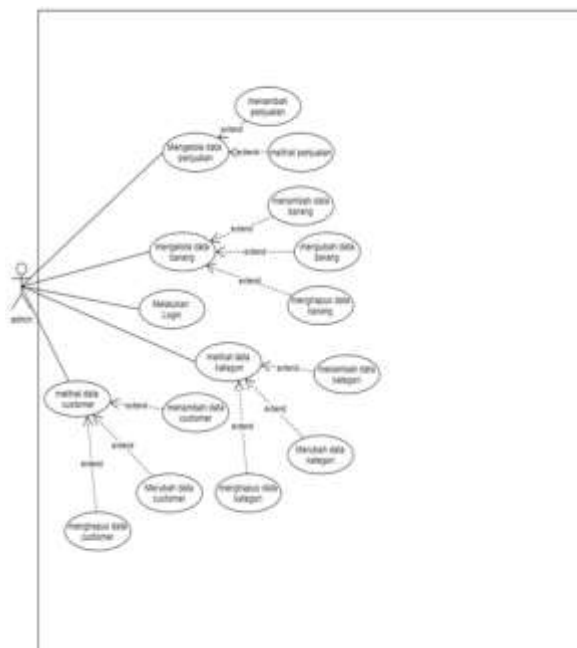 menambah
penjualan
extend
Mengelola data
penjualan
extend
melihat penjualan
menambah data
barang
extend
mengelola data
barang
extend
mengubah data
barang
extend
menghapus data
barang
admin
Melakukan
Login
melihat data
kategori
extend
menambah data
kategori
extend
Merubah data
kategori
extend
menghapus data
kategori
melihat data
customer
extend
menambah data
customer
extend
Merubah data
customer
extend
menghapus data
customer